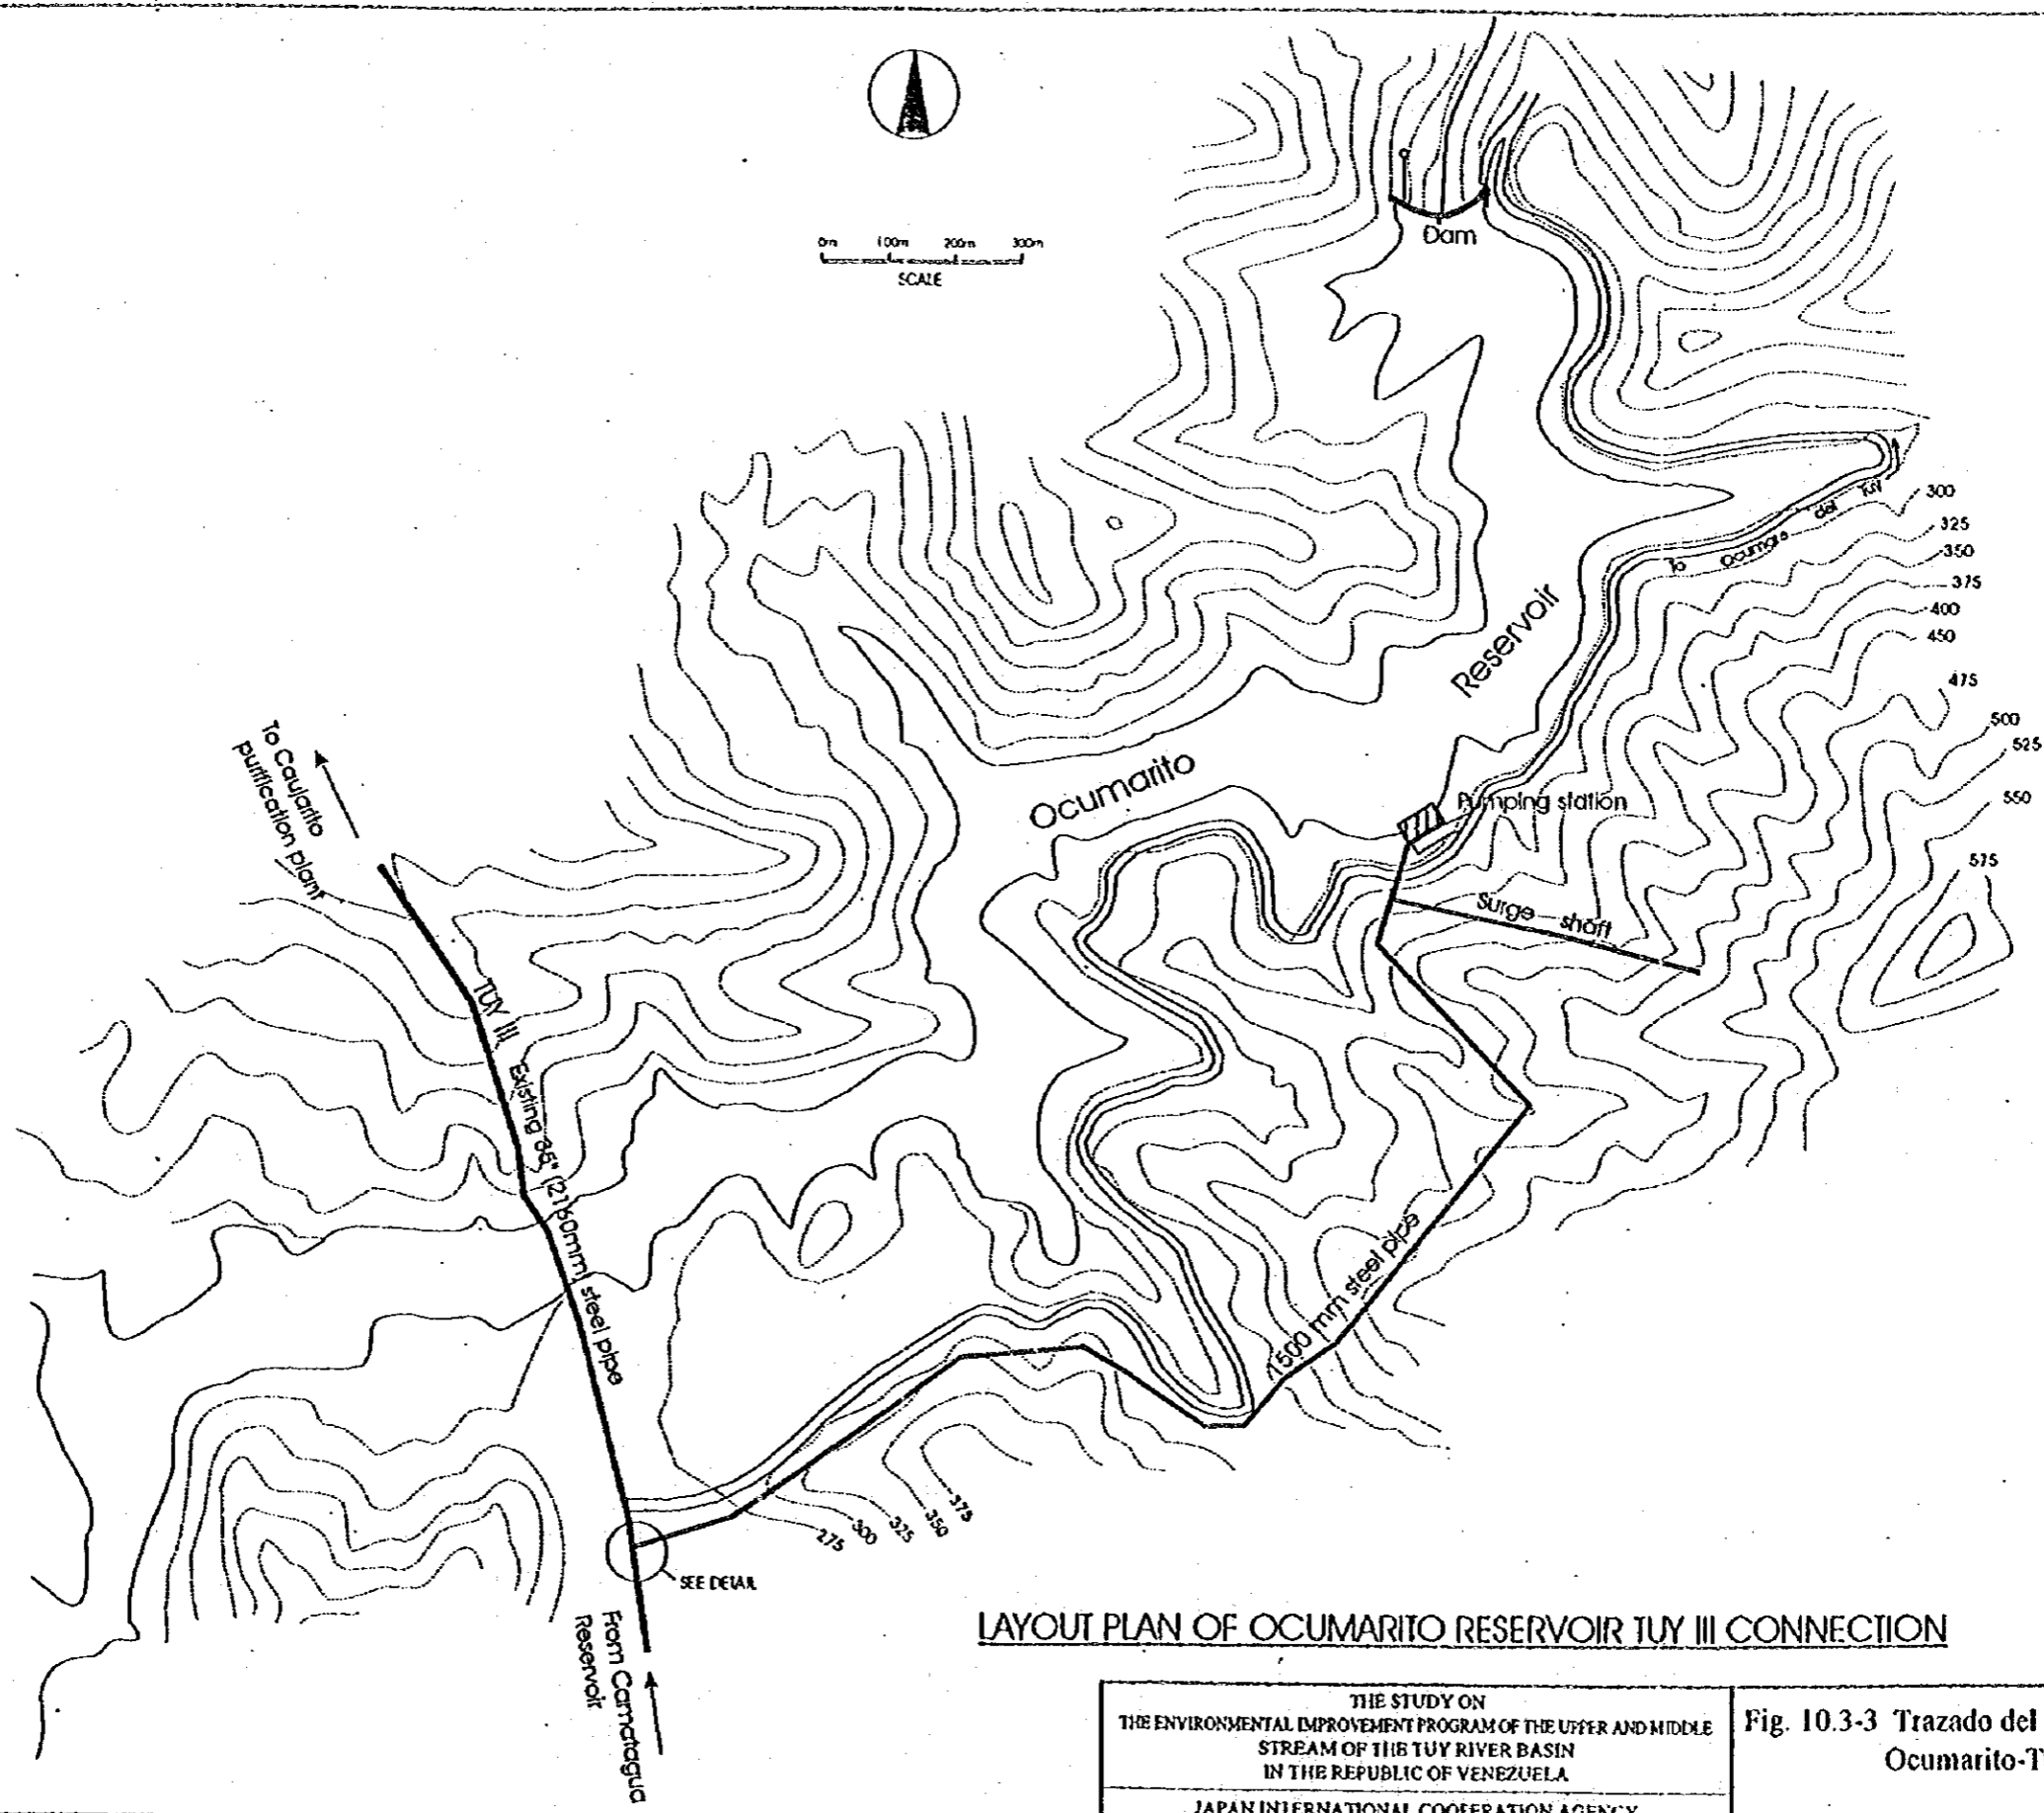 0m 100m 200m 300m
SCALE
Dam
To Ocumare del Tuy
300
325
350
375
400
450
475
500
525
550
575
Reservoir
Ocumarito
Pumping station
Surge shaft
To Caujarito
purification plant
TUY III
Existing 86" (2160mm) steel pipe
1500 mm steel pipe
275
300
325
350
375
SEE DETAIL
From Camatagua
Reservoir
LAYOUT PLAN OF OCUMARITO RESERVOIR TUY III CONNECTION
THE STUDY ON
THE ENVIRONMENTAL IMPROVEMENT PROGRAM OF THE UPPER AND MIDDLE
STREAM OF THE TUY RIVER BASIN
IN THE REPUBLIC OF VENEZUELA
JAPAN INTERNATIONAL COOPERATION AGENCY
Fig. 10.3-3 Trazado del
Ocumarito-T